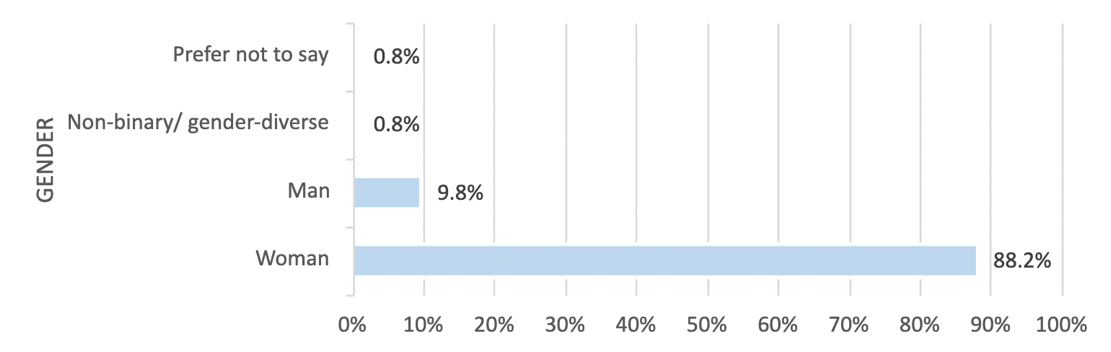 GENDER
Prefer not to say 0.8%
Non-binary/ gender-diverse 0.8%
Man 9.8%
Woman 88.2%
0% 10% 20% 30% 40% 50% 60% 70% 80% 90% 100%